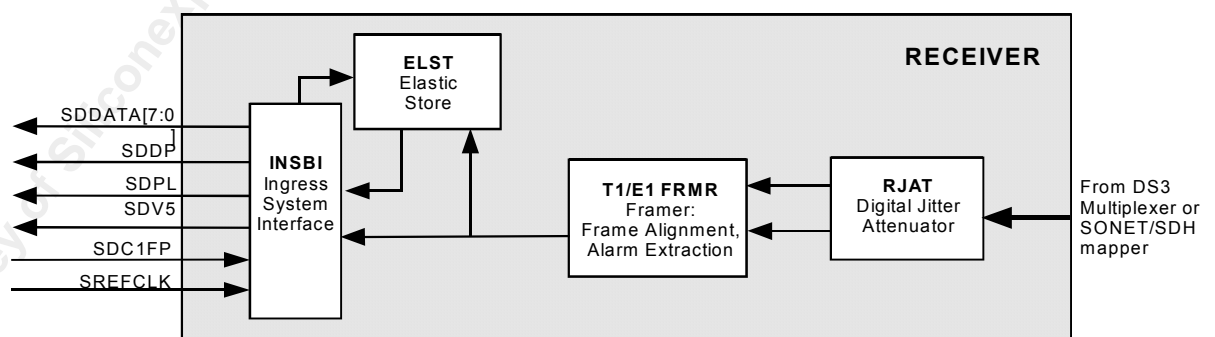 RECEIVER
ELST
Elastic
Store
SDDATA[7:0
]
SDDP
SDPL
SDV5
SDC1FP
SREFCLK
INSBI
Ingress
System
Interface
T1/E1 FRMR
Framer:
Frame Alignment,
Alarm Extraction
RJAT
Digital Jitter
Attenuator
From DS3
Multiplexer or
SONET/SDH
mapper